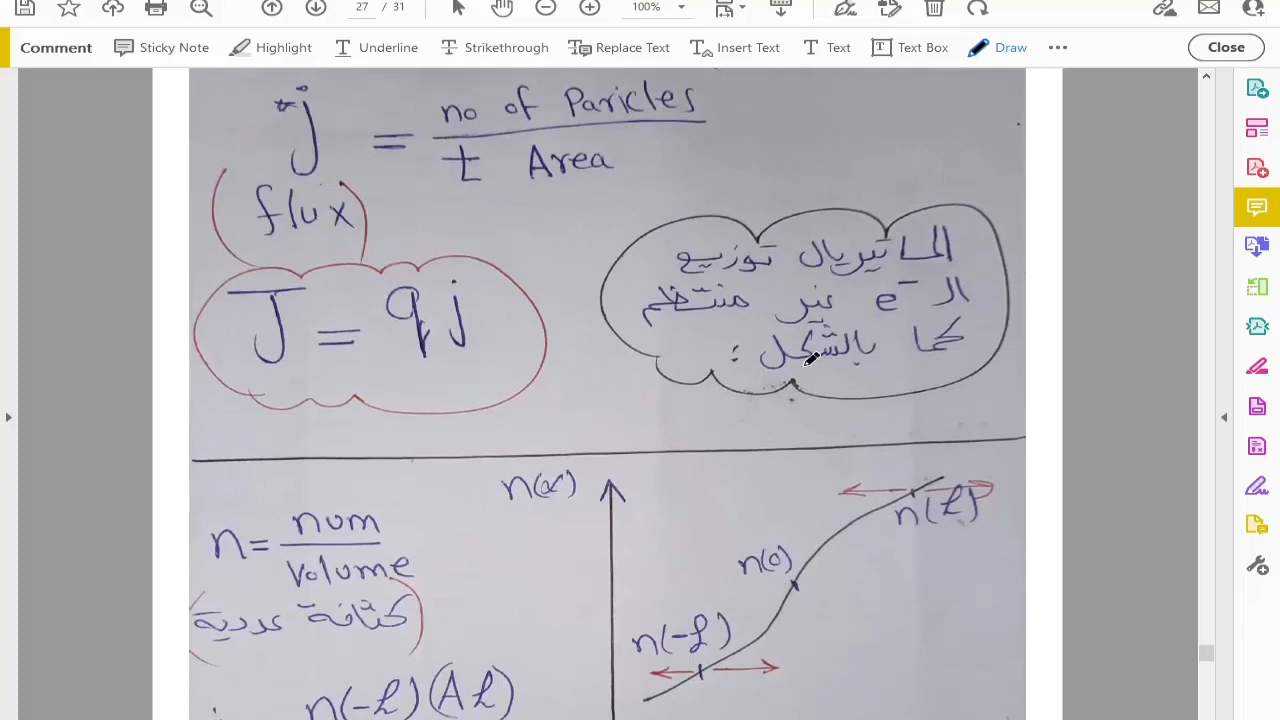 27 / 31
100%
Comment
Sticky Note
Highlight
Underline
Strikethrough
Replace Text
Insert Text
Text
Text Box
Draw
Close
j = no of Paricles / t Area
(flux)
J = qj
الماتيريال توزيع
الـ e⁻ غير منتظم
كما بالشكل :
n(x)
n(ℓ)
n(0)
n(-ℓ)
n = num / Volume
(كثافة عددية)
n(-ℓ)(Aℓ)